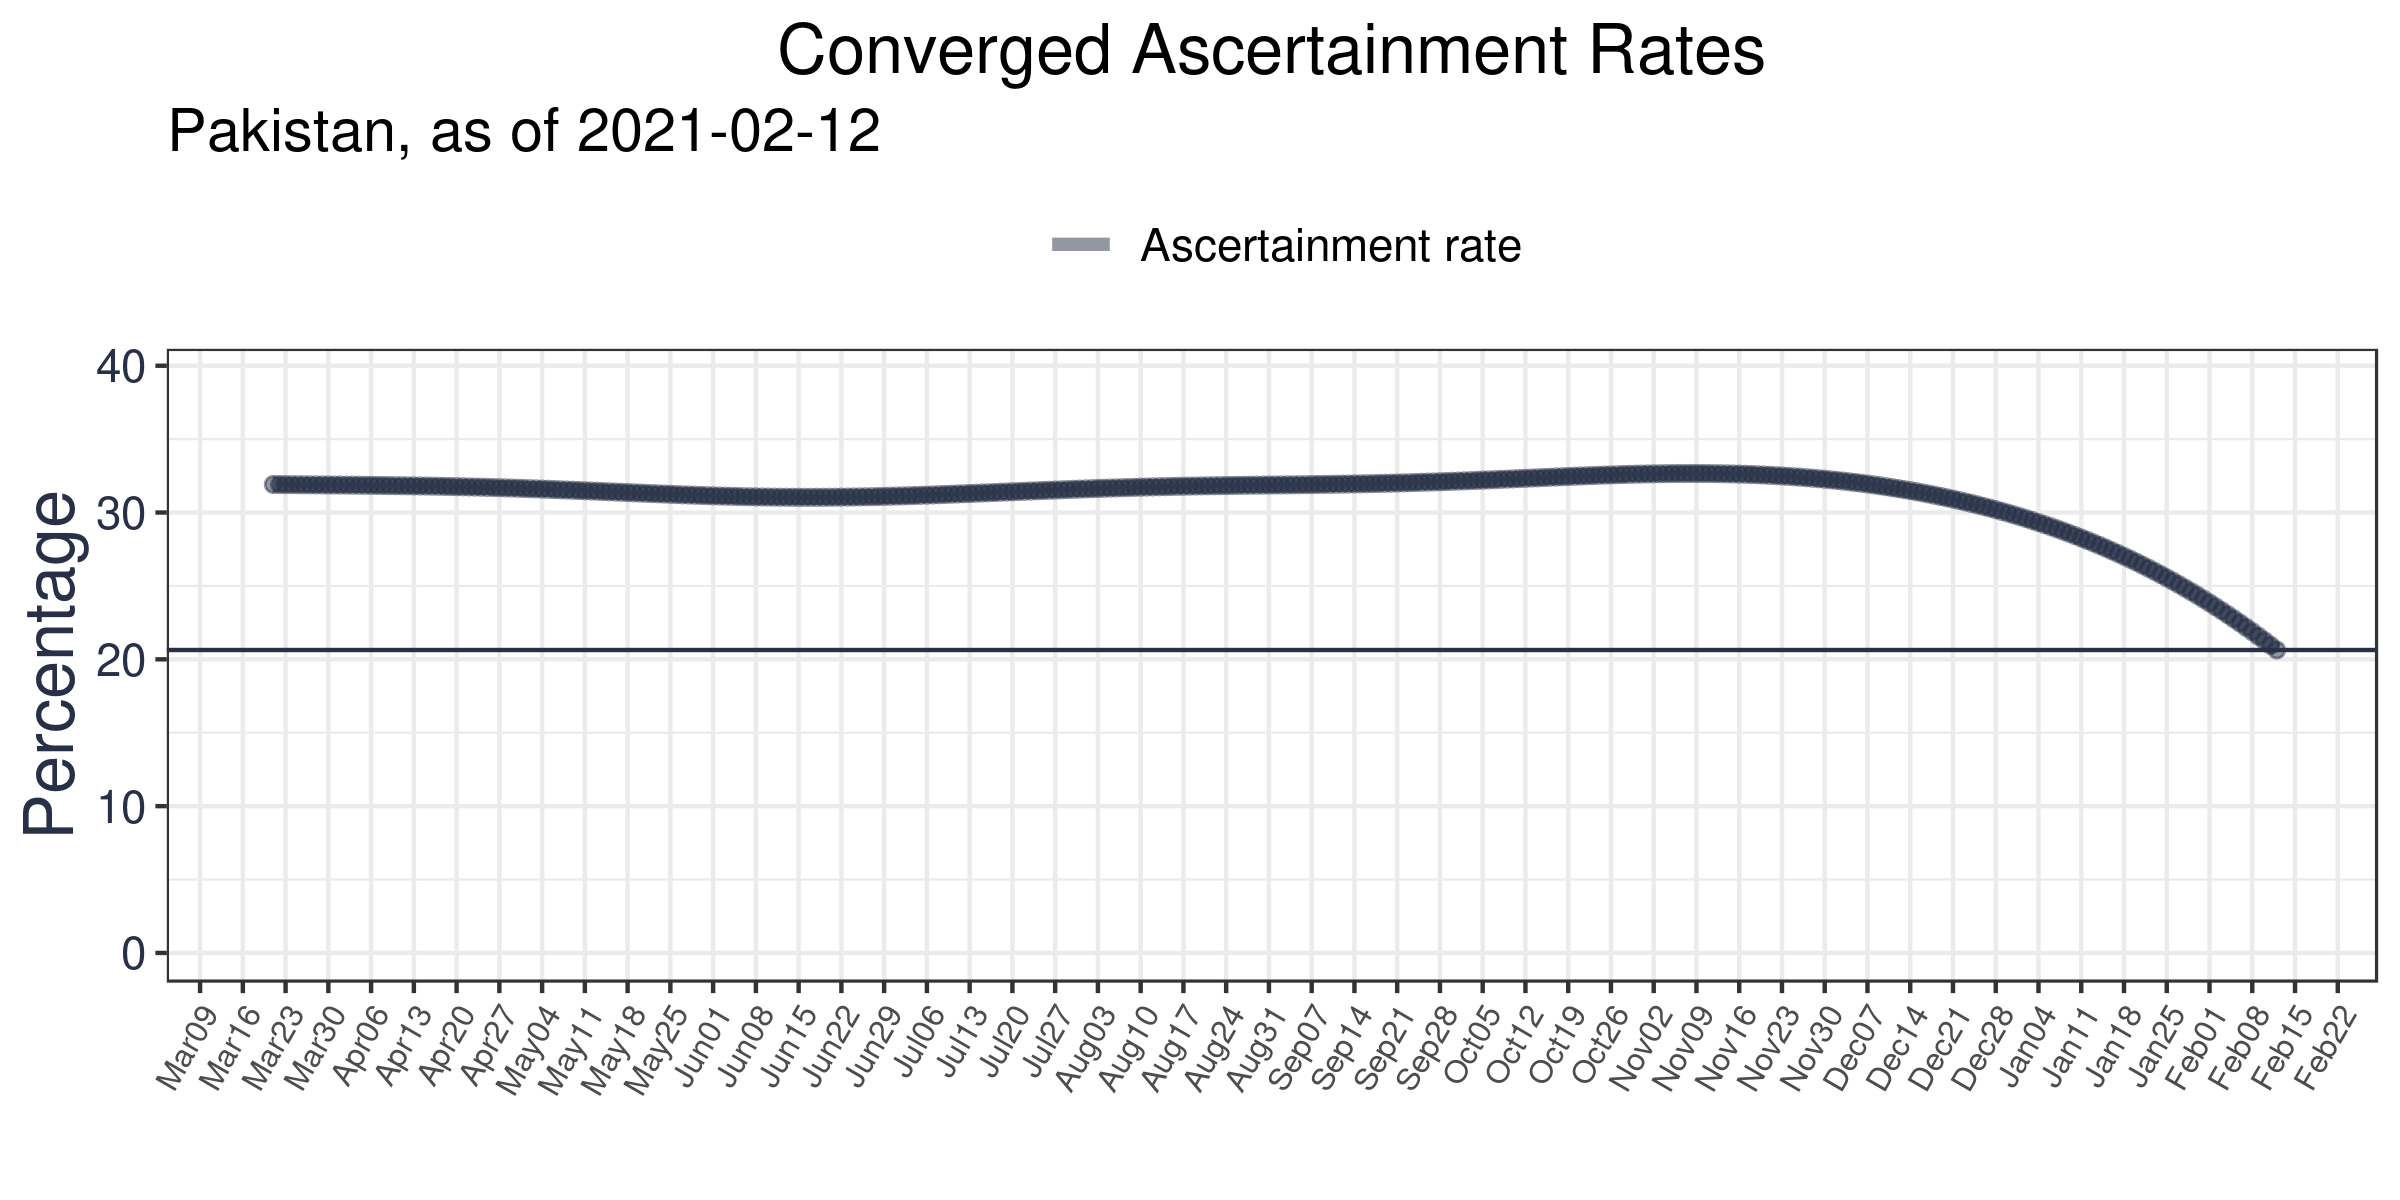 Converged Ascertainment Rates
Pakistan, as of 2021-02-12
Ascertainment rate
Percentage
40
30
20
10
0
Mar09
Mar16
Mar23
Mar30
Apr06
Apr13
Apr20
Apr27
May04
May11
May18
May25
Jun01
Jun08
Jun15
Jun22
Jun29
Jul06
Jul13
Jul20
Jul27
Aug03
Aug10
Aug17
Aug24
Aug31
Sep07
Sep14
Sep21
Sep28
Oct05
Oct12
Oct19
Oct26
Nov02
Nov09
Nov16
Nov23
Nov30
Dec07
Dec14
Dec21
Dec28
Jan04
Jan11
Jan18
Jan25
Feb01
Feb08
Feb15
Feb22